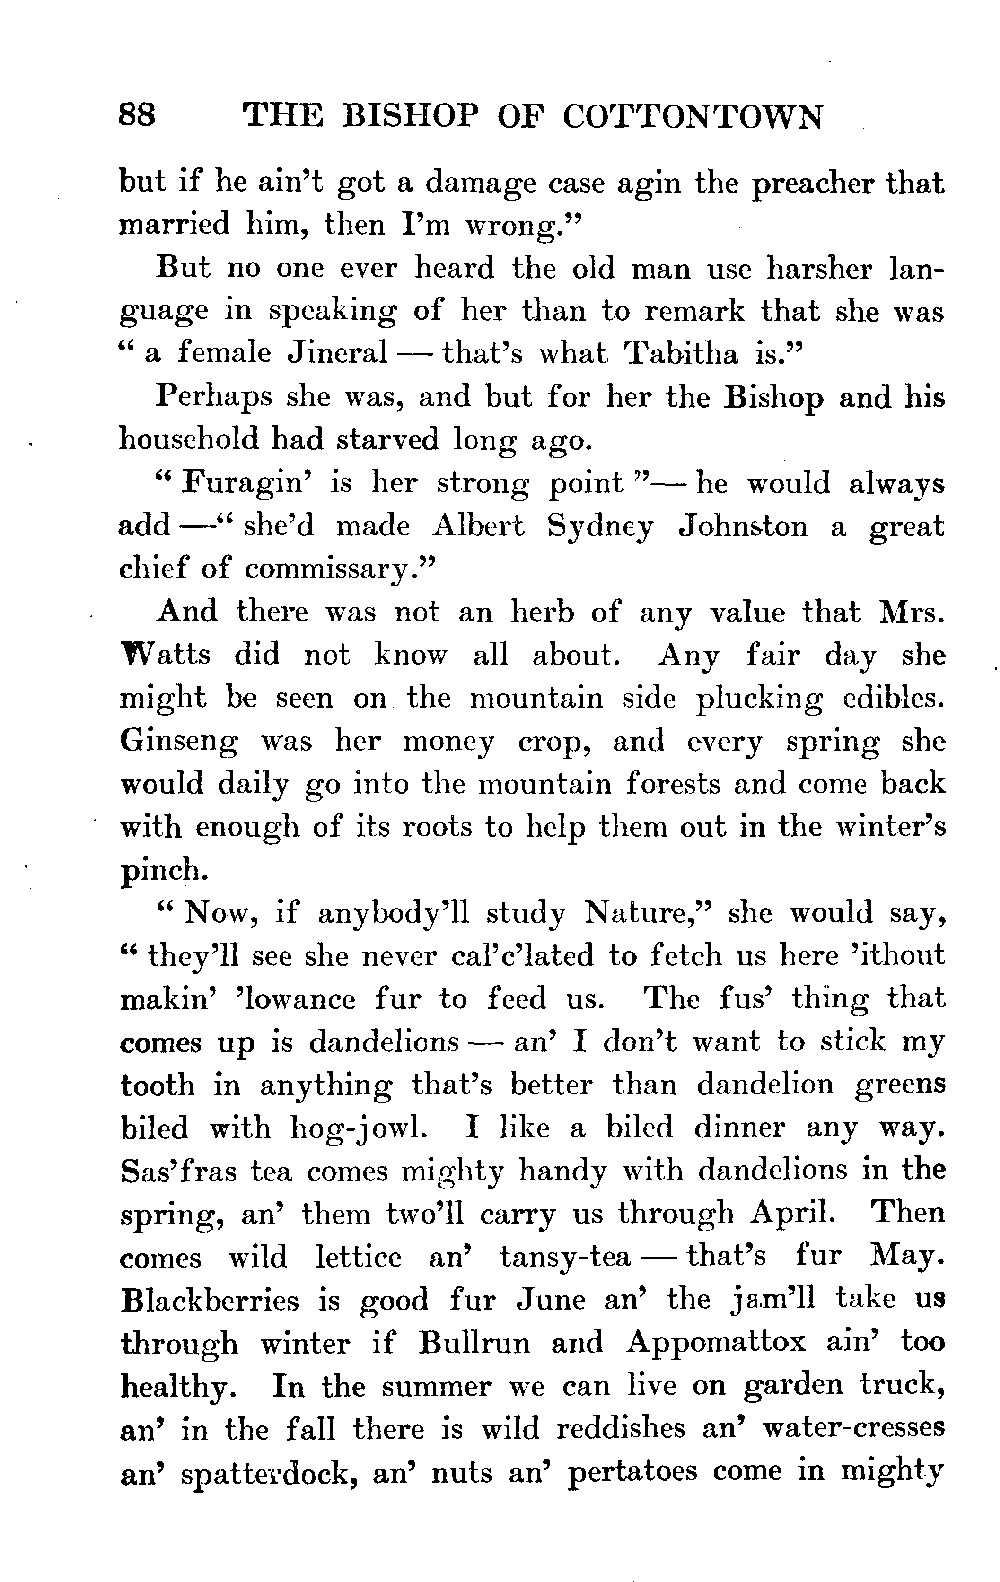 88 THE BISHOP OF COTTONTOWN
but if he ain't got a damage case agin the preacher that
married him, then I'm wrong."
But no one ever heard the old man use harsher lan-
guage in speaking of her than to remark that she was
" a female Jineral — that's what Tabitha is."
Perhaps she was, and but for her the Bishop and his
household had starved long ago.
" Furagin' is her strong point "— he would always
add —" she'd made Albert Sydney Johnston a great
chief of commissary."
And there was not an herb of any value that Mrs.
Watts did not know all about. Any fair day she
might be seen on the mountain side plucking edibles.
Ginseng was her money crop, and every spring she
would daily go into the mountain forests and come back
with enough of its roots to help them out in the winter's
pinch.
" Now, if anybody'll study Nature," she would say,
" they'll see she never cal'c'lated to fetch us here 'ithout
makin' 'lowance fur to feed us. The fus' thing that
comes up is dandelions — an' I don't want to stick my
tooth in anything that's better than dandelion greens
biled with hog-jowl. I like a biled dinner any way.
Sas'fras tea comes mighty handy with dandelions in the
spring, an' them two'll carry us through April. Then
comes wild lettice an' tansy-tea — that's fur May.
Blackberries is good fur June an' the jam'll take us
through winter if Bullrun and Appomattox ain' too
healthy. In the summer we can live on garden truck,
an' in the fall there is wild reddishes an' water-cresses
an' spatterdock, an' nuts an' pertatoes come in mighty